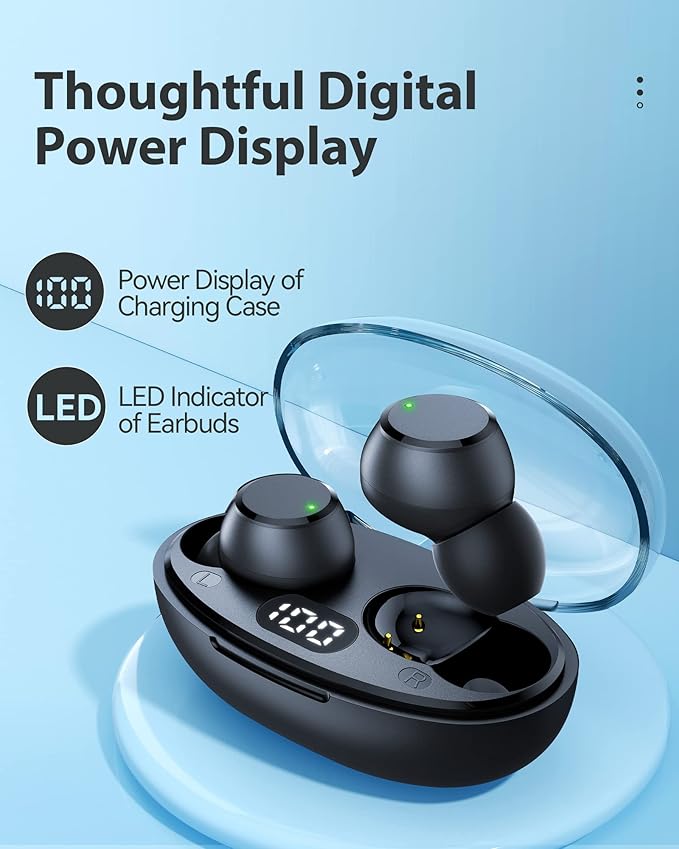 Thoughtful Digital
Power Display
100
Power Display of
Charging Case
LED
LED Indicator
of Earbuds
L
100
R